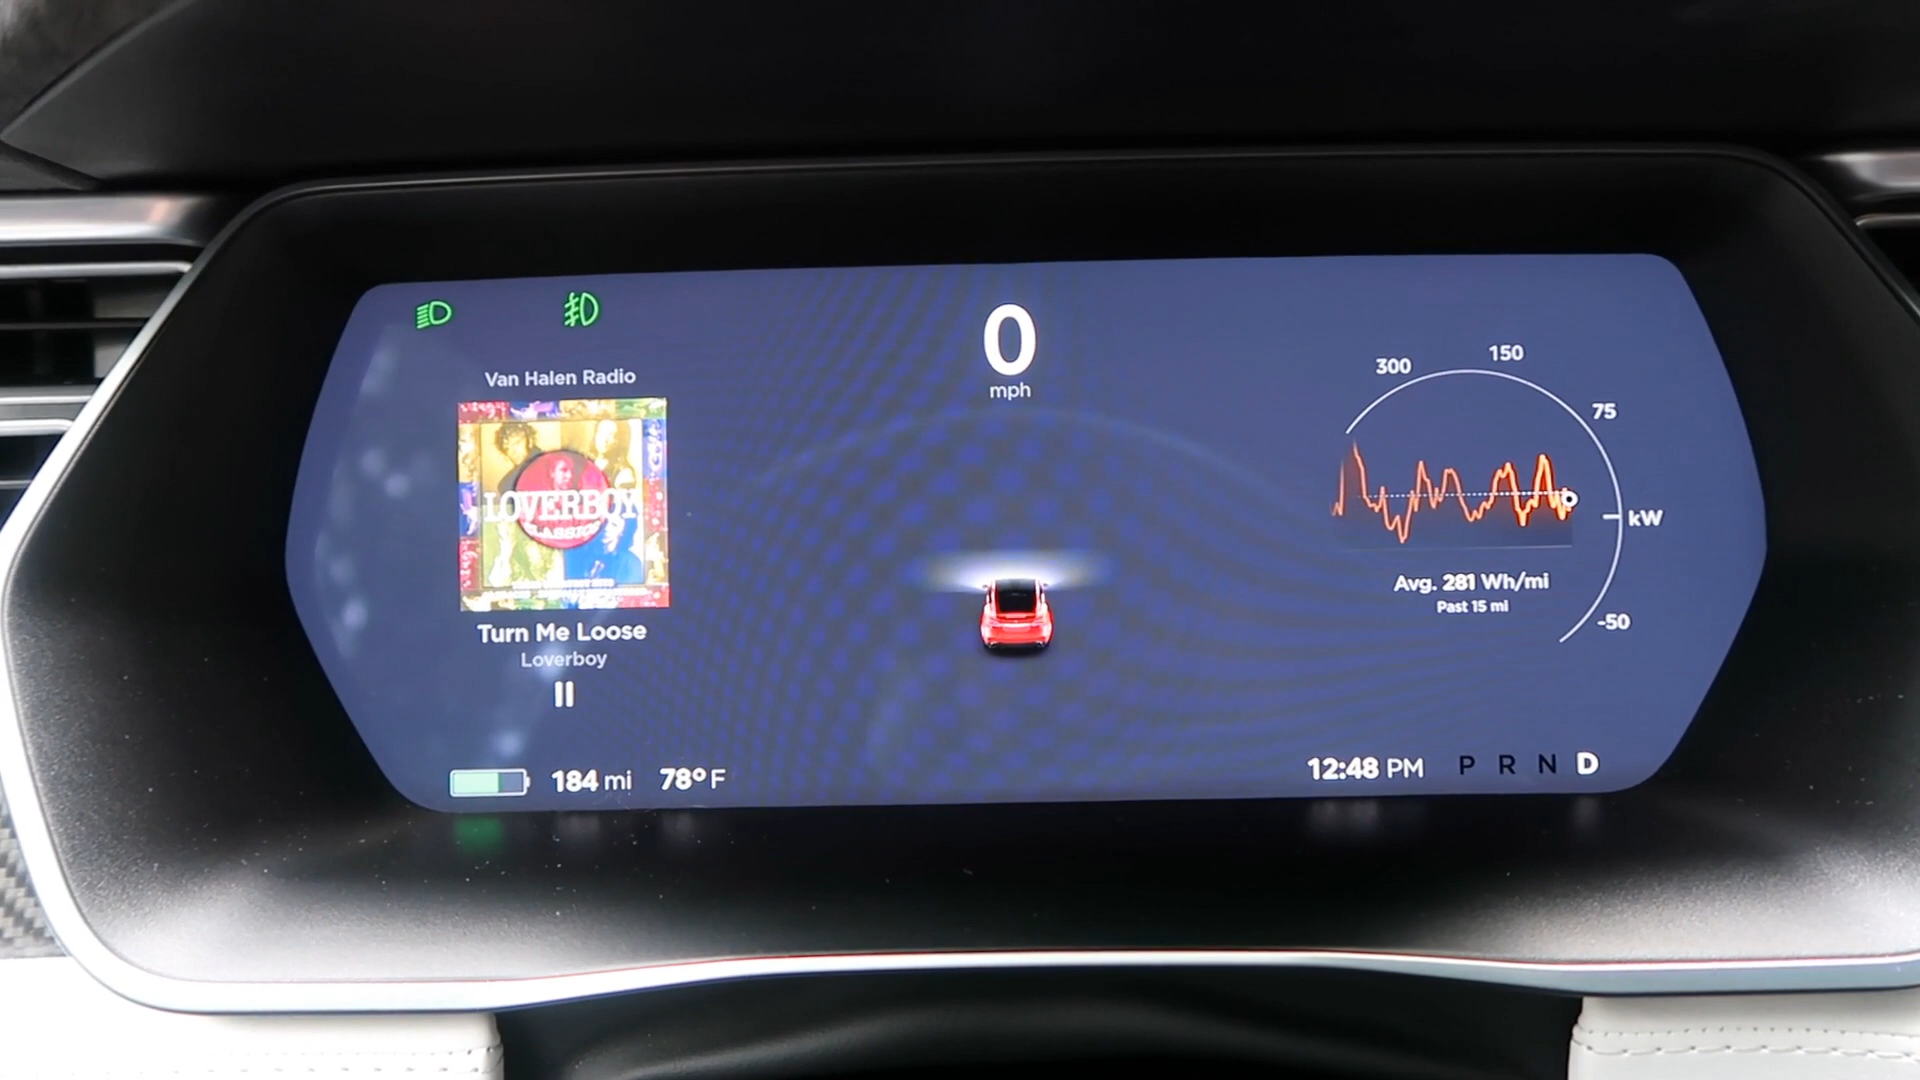 0
mph
Van Halen Radio
LOVERBOY
CLASSICS
Turn Me Loose
Loverboy
184 mi 78°F
300
150
75
kW
-50
Avg. 281 Wh/mi
Past 15 mi
12:48 PM P R N D